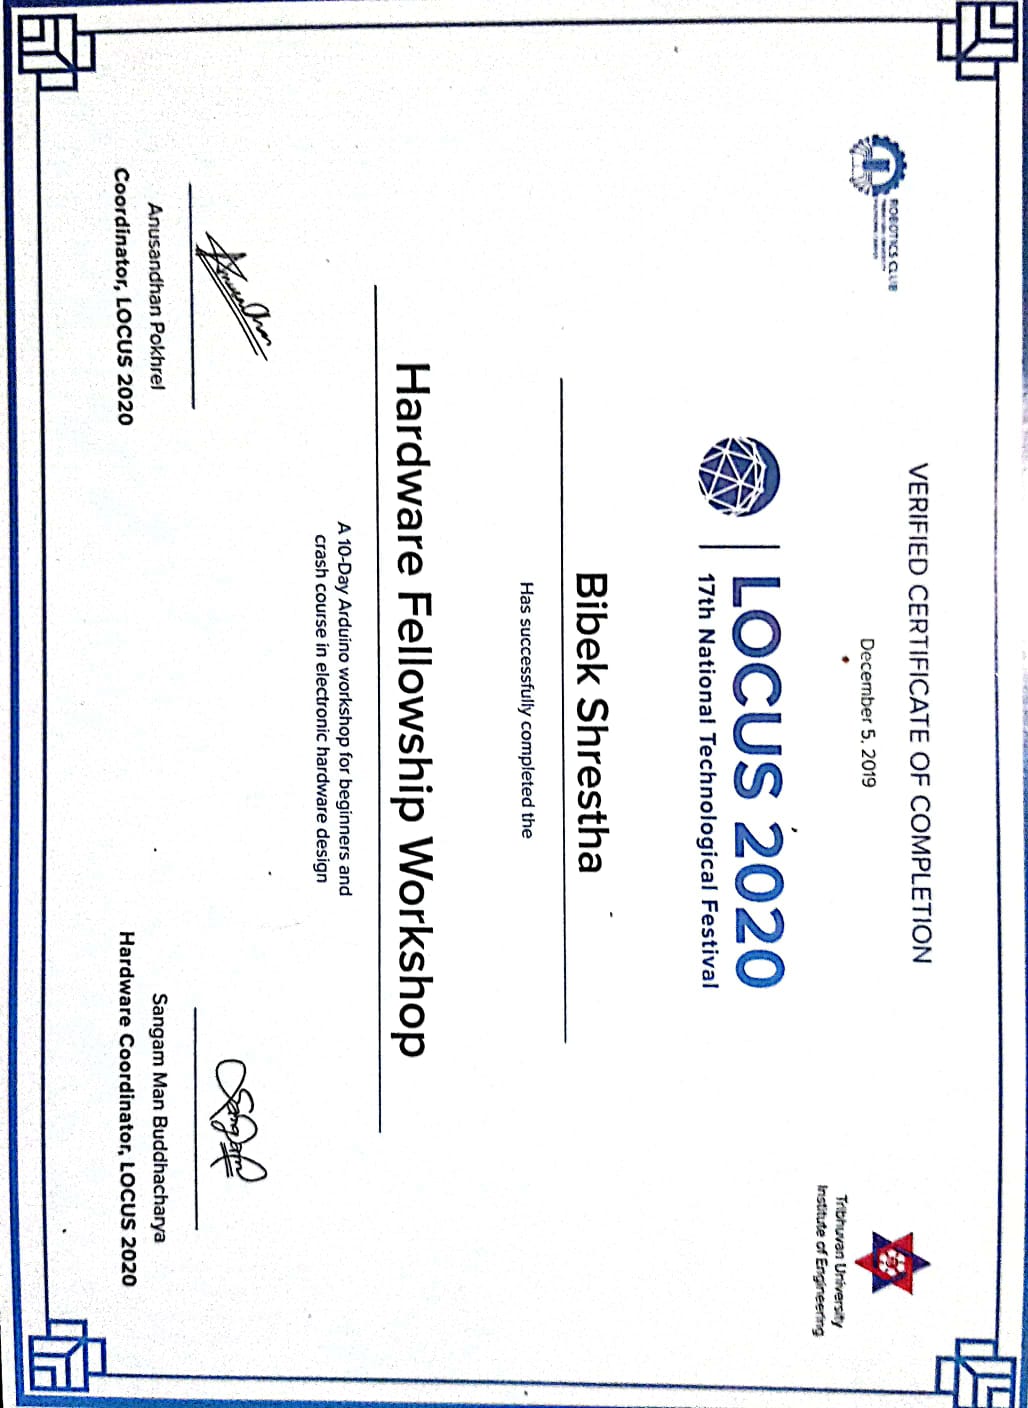 VERIFIED CERTIFICATE OF COMPLETION
December 5, 2019
ROBOTICS CLUB
Tribhuvan University
Institute of Engineering
LOCUS 2020
17th National Technological Festival
Bibek Shrestha
Has successfully completed the
Hardware Fellowship Workshop
A 10-Day Arduino workshop for beginners and
crash course in electronic hardware design
Anusandhan
Anusandhan Pokhrel
Coordinator, LOCUS 2020
Sangam
Sangam Man Buddhacharya
Hardware Coordinator, LOCUS 2020